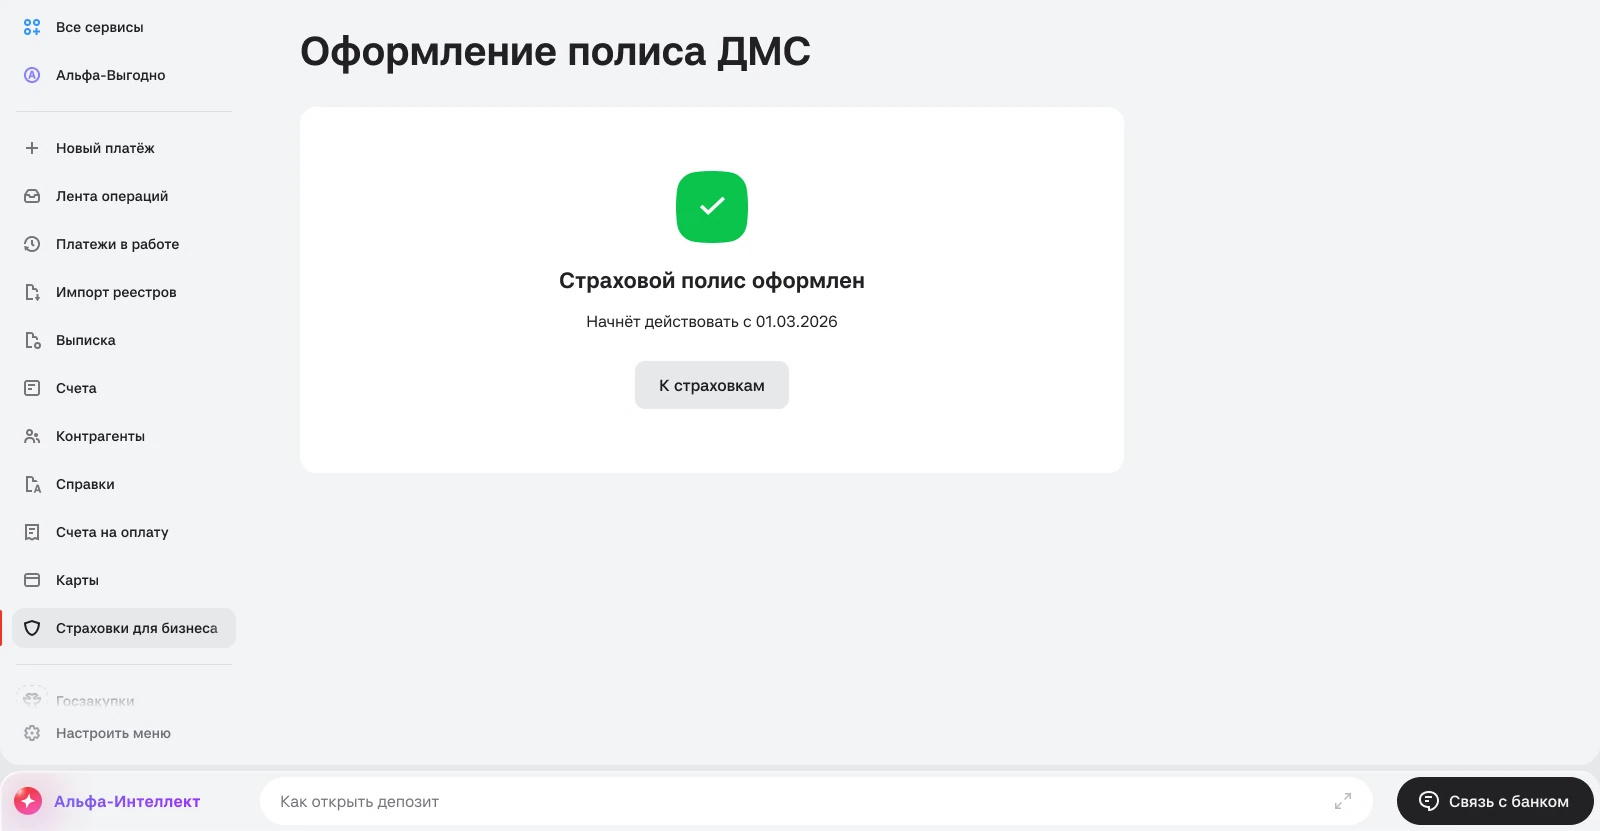 Все сервисы
Альфа-Выгодно
Новый платёж
Лента операций
Платежи в работе
Импорт реестров
Выписка
Счета
Контрагенты
Справки
Счета на оплату
Карты
Страховки для бизнеса
Госзакупки
Настроить меню
Оформление полиса ДМС
Страховой полис оформлен
Начнёт действовать с 01.03.2026
К страховкам
Альфа-Интеллект
Как открыть депозит
Связь с банком